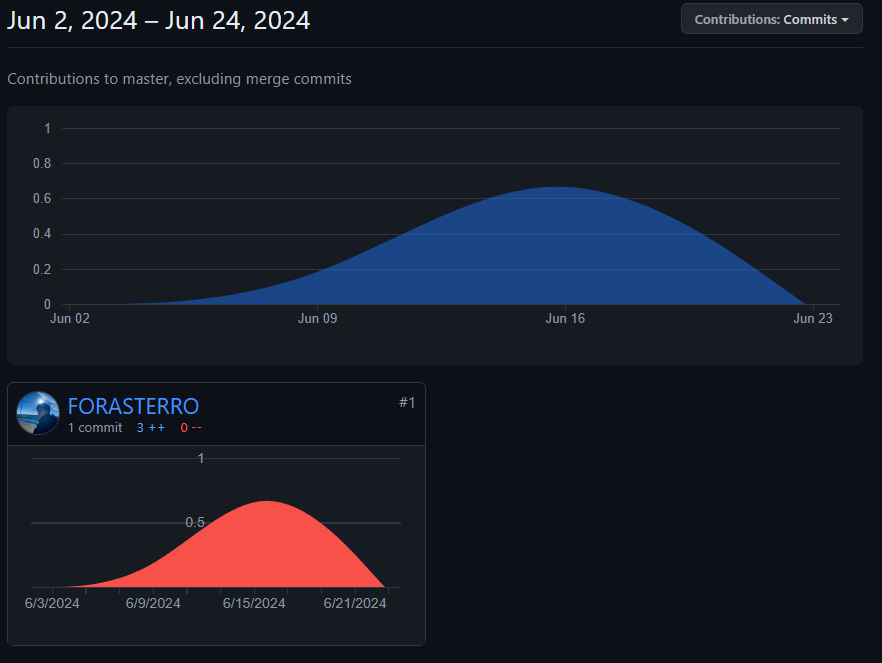 Jun 2, 2024 – Jun 24, 2024
Contributions: Commits
Contributions to master, excluding merge commits
1
0.8
0.6
0.4
0.2
0
Jun 02 Jun 09 Jun 16 Jun 23
FORASTERRO
#1
1 commit 3 ++ 0 --
1
0.5
6/3/2024 6/9/2024 6/15/2024 6/21/2024